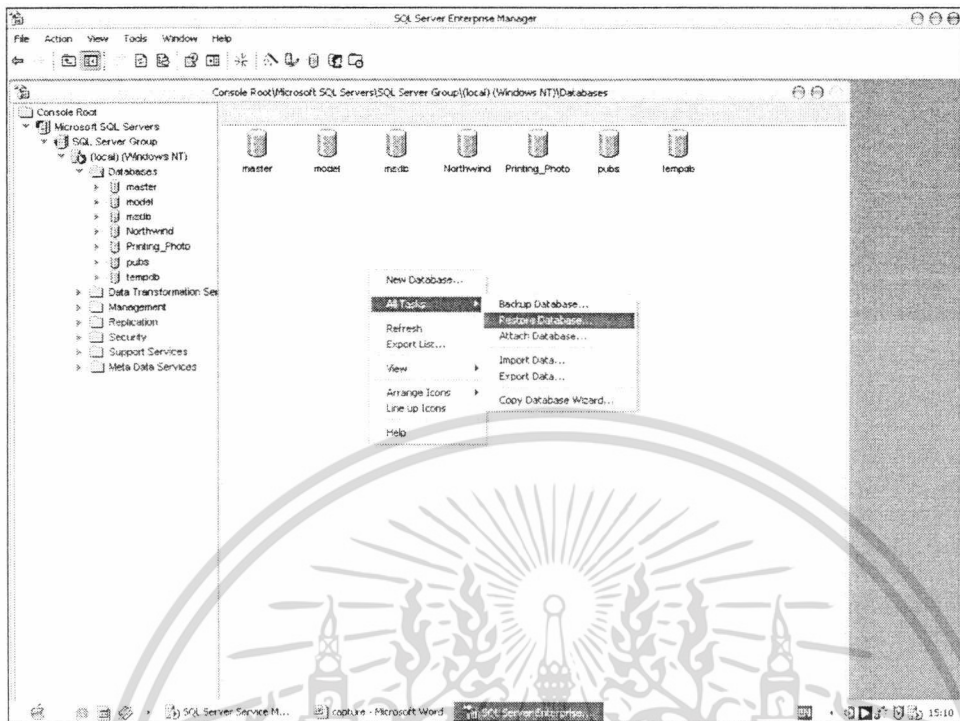 SQL Server Enterprise Manager
File Action View Tools Window Help
Console Root\Microsoft SQL Servers\SQL Server Group\(local) (Windows NT)\Databases
Console Root
Microsoft SQL Servers
SQL Server Group
(local) (Windows NT)
Databases
master
model
msdb
Northwind
Printing_Photo
pubs
tempdb
Data Transformation Ser
Management
Replication
Security
Support Services
Meta Data Services
master model msdb Northwind Printing_Photo pubs tempdb
New Database...
All Tasks
Refresh
Export List...
View
Arrange Icons
Line up Icons
Help
Backup Database...
Restore Database...
Attach Database...
Import Data...
Export Data...
Copy Database Wizard...
SQL Server Service M... capture - Microsoft Word SQL Server Enterprise... 15:10